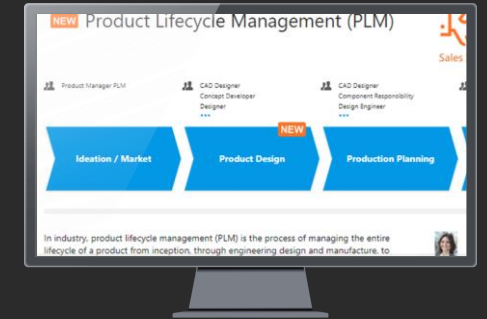 NEW Product Lifecycle Management (PLM)
Sales
Product Manager PLM
CAD Designer
Concept Developer
Designer
CAD Designer
Component Responsibility
Design Engineer
NEW
Ideation / Market
Product Design
Production Planning
In industry, product lifecycle management (PLM) is the process of managing the entire
lifecycle of a product from inception, through engineering design and manufacture, to